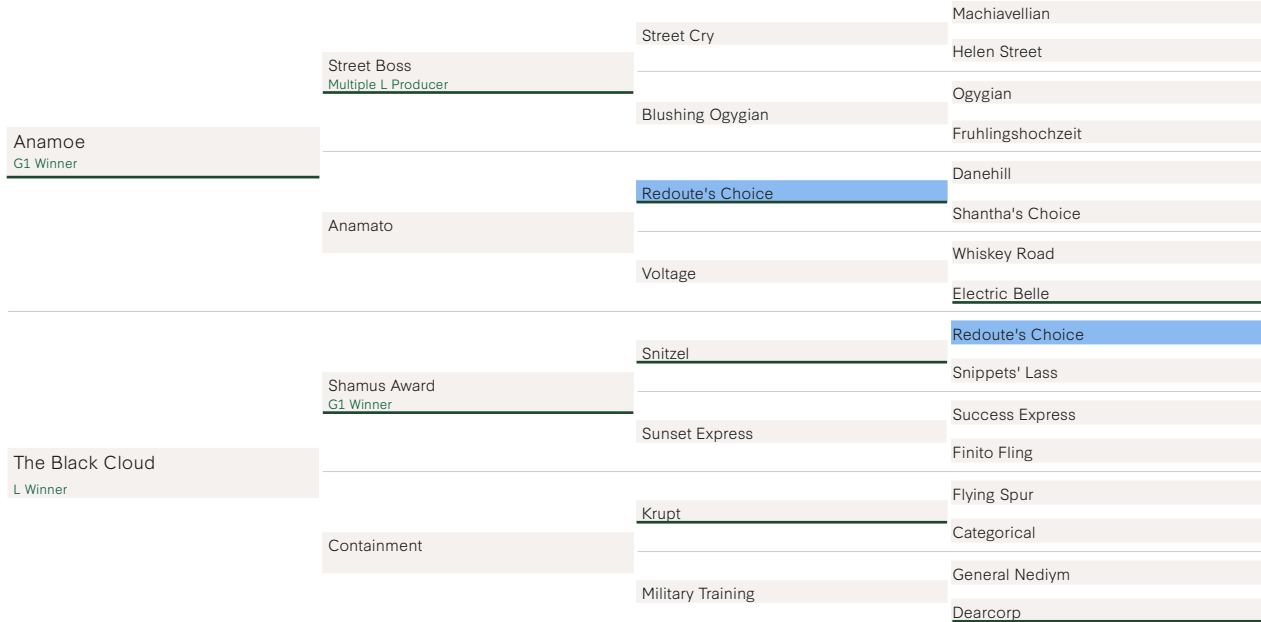 Machiavellian
Street Cry
Helen Street
Street Boss
Multiple L Producer
Ogygian
Blushing Ogygian
Fruhlingshochzeit
Anamoe
G1 Winner
Danehill
Redoute's Choice
Shantha's Choice
Anamato
Whiskey Road
Voltage
Electric Belle
Redoute's Choice
Snitzel
Snippets' Lass
Shamus Award
G1 Winner
Success Express
Sunset Express
Finito Fling
The Black Cloud
L Winner
Flying Spur
Krupt
Categorical
Containment
General Nediym
Military Training
Dearcorp